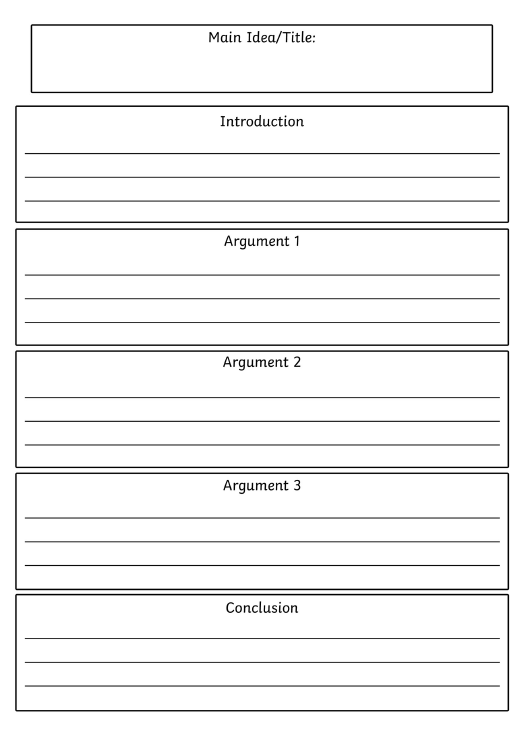 Main Idea/Title:
Introduction
Argument 1
Argument 2
Argument 3
Conclusion